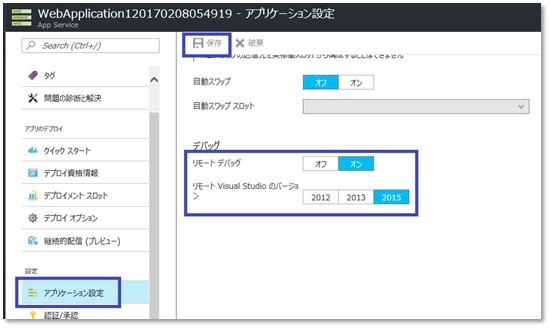 WebApplication120170208054919 - アプリケーション設定
App Service
Search (Ctrl+/)
タグ
問題の診断と解決
アプリのデプロイ
クイック スタート
デプロイ資格情報
デプロイメント スロット
デプロイ オプション
継続的配信 (プレビュー)
設定
アプリケーション設定
認証/承認
保存 破棄
自動スワップ オフ オン
自動スワップ スロット
デバッグ
リモート デバッグ オフ オン
リモート Visual Studio のバージョ
ン
2012 2013 2015